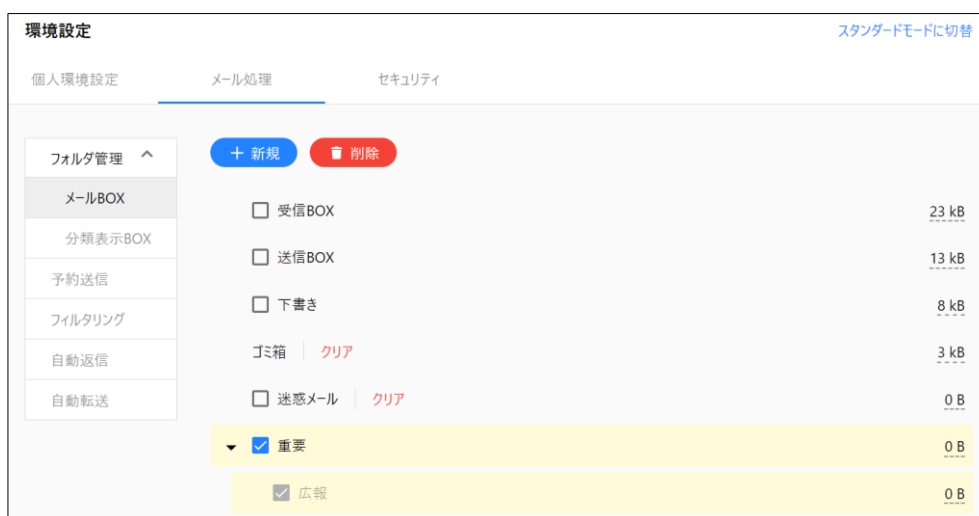 環境設定 スタンダードモードに切替
個人環境設定 メール処理 セキュリティ
フォルダ管理
メールBOX
分類表示BOX
予約送信
フィルタリング
自動返信
自動転送
新規 削除
受信BOX 23 kB
送信BOX 13 kB
下書き 8 kB
ゴミ箱 クリア 3 kB
迷惑メール クリア 0 B
重要 0 B
広報 0 B